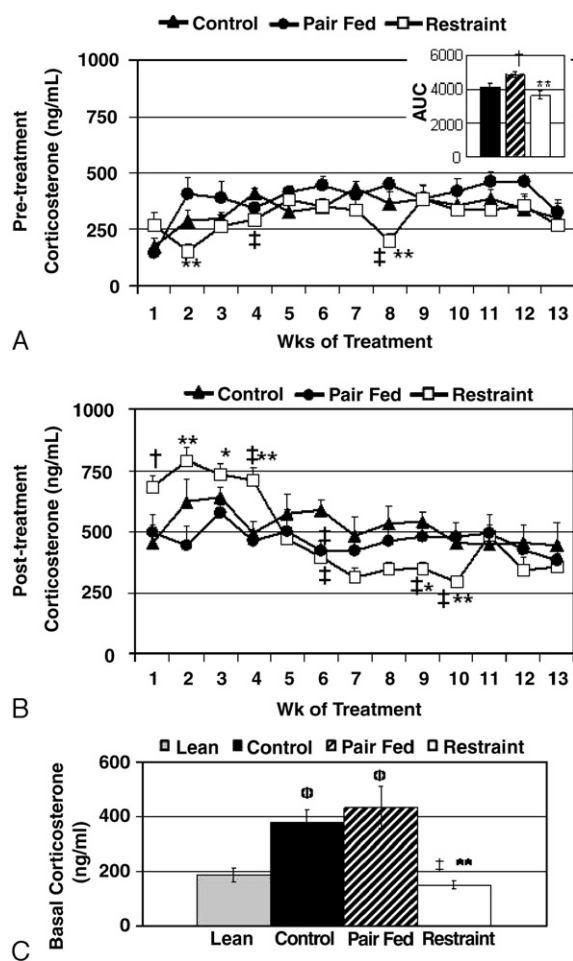 Control Pair Fed Restraint
1000
750
500
250
0
Pre-treatment
Corticosterone (ng/mL)
6000
4000
2000
0
AUC
†
**
**
‡
‡ **
1 2 3 4 5 6 7 8 9 10 11 12 13
Wks of Treatment
A
Control Pair Fed Restraint
1000
750
500
250
0
Post-treatment
Corticosterone (ng/mL)
† ** * ‡**
‡
‡
‡* ‡**
1 2 3 4 5 6 7 8 9 10 11 12 13
Wk of Treatment
B
Lean Control Pair Fed Restraint
600
400
200
0
Basal Corticosterone
(ng/ml)
Φ Φ
‡ **
Lean Control Pair Fed Restraint
C